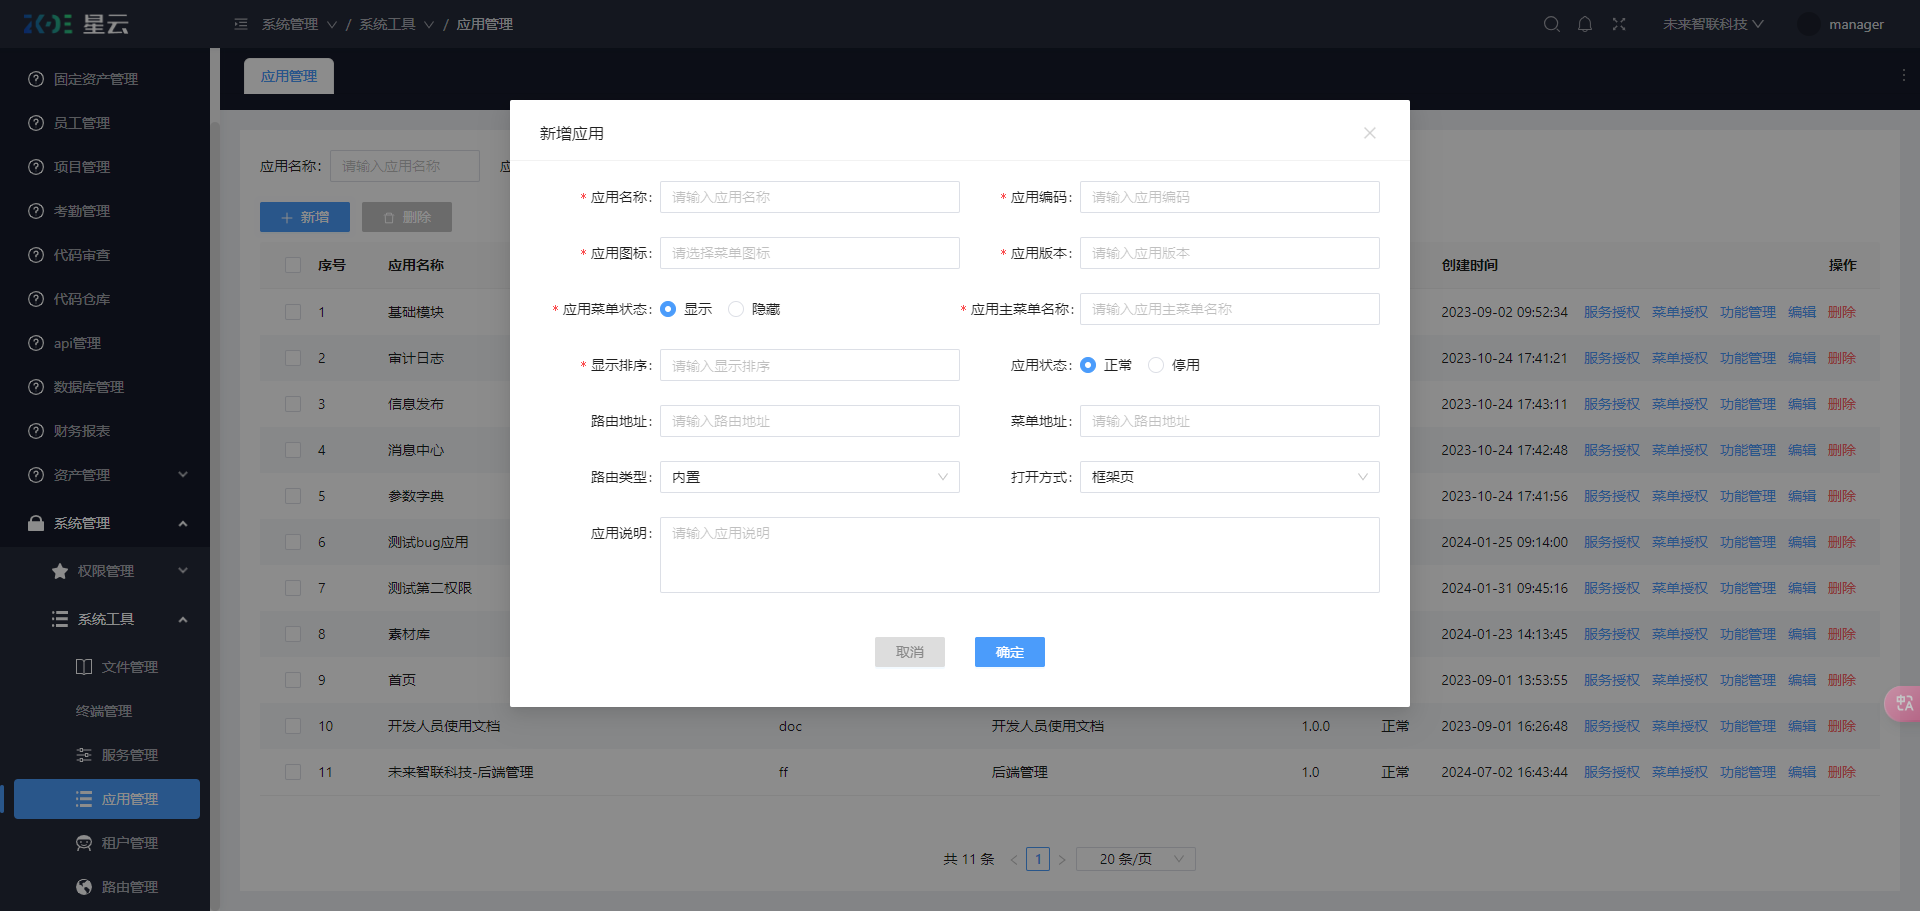 星云
系统管理 / 系统工具 / 应用管理
未来智联科技
manager
固定资产管理
员工管理
项目管理
考勤管理
代码审查
代码仓库
api管理
数据库管理
财务报表
资产管理
系统管理
权限管理
系统工具
文件管理
终端管理
服务管理
应用管理
租户管理
路由管理
应用管理
应用名称: 请输入应用名称
+ 新增 删除
序号 应用名称 创建时间 操作
1 基础模块 2023-09-02 09:52:34 服务授权 菜单授权 功能管理 编辑 删除
2 审计日志 2023-10-24 17:41:21 服务授权 菜单授权 功能管理 编辑 删除
3 信息发布 2023-10-24 17:43:11 服务授权 菜单授权 功能管理 编辑 删除
4 消息中心 2023-10-24 17:42:48 服务授权 菜单授权 功能管理 编辑 删除
5 参数字典 2023-10-24 17:41:56 服务授权 菜单授权 功能管理 编辑 删除
6 测试bug应用 2024-01-25 09:14:00 服务授权 菜单授权 功能管理 编辑 删除
7 测试第二权限 2024-01-31 09:45:16 服务授权 菜单授权 功能管理 编辑 删除
8 素材库 2024-01-23 14:13:45 服务授权 菜单授权 功能管理 编辑 删除
9 首页 2023-09-01 13:53:55 服务授权 菜单授权 功能管理 编辑 删除
10 开发人员使用文档 doc 开发人员使用文档 1.0.0 正常 2023-09-01 16:26:48 服务授权 菜单授权 功能管理 编辑 删除
11 未来智联科技-后端管理 ff 后端管理 1.0 正常 2024-07-02 16:43:44 服务授权 菜单授权 功能管理 编辑 删除
共 11 条 < 1 > 20 条/页
新增应用
* 应用名称: 请输入应用名称 * 应用编码: 请输入应用编码
* 应用图标: 请选择菜单图标 * 应用版本: 请输入应用版本
* 应用菜单状态: 显示 隐藏 * 应用主菜单名称: 请输入应用主菜单名称
* 显示排序: 请输入显示排序 应用状态: 正常 停用
路由地址: 请输入路由地址 菜单地址: 请输入路由地址
路由类型: 内置 打开方式: 框架页
应用说明: 请输入应用说明
取消 确定